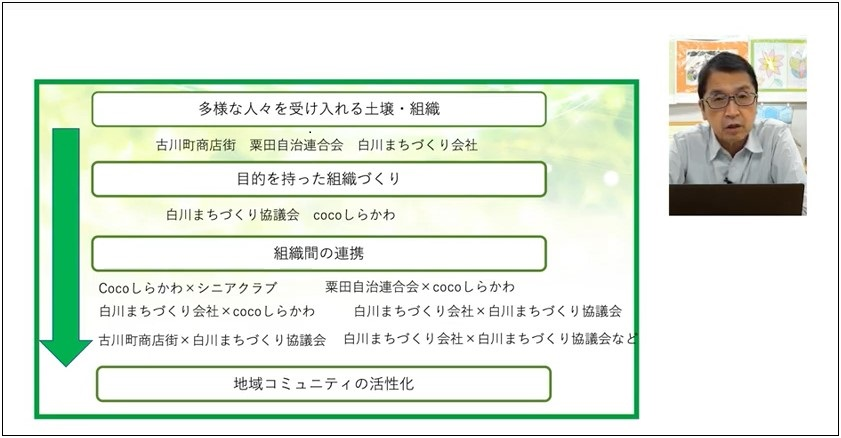 多様な人々を受け入れる土壌・組織
古川町商店街　粟田自治連合会　白川まちづくり会社
目的を持った組織づくり
白川まちづくり協議会　cocoしらかわ
組織間の連携
Cocoしらかわ×シニアクラブ　粟田自治連合会×cocoしらかわ
白川まちづくり会社×cocoしらかわ　白川まちづくり会社×白川まちづくり協議会
古川町商店街×白川まちづくり協議会　白川まちづくり会社×白川まちづくり協議会など
地域コミュニティの活性化